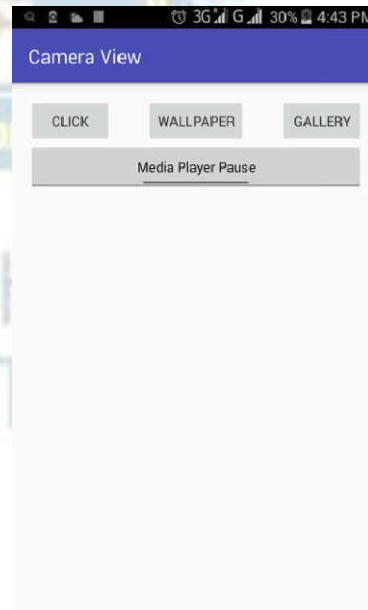 3G G 30% 4:43 PM
Camera View
CLICK WALLPAPER GALLERY
Media Player Pause